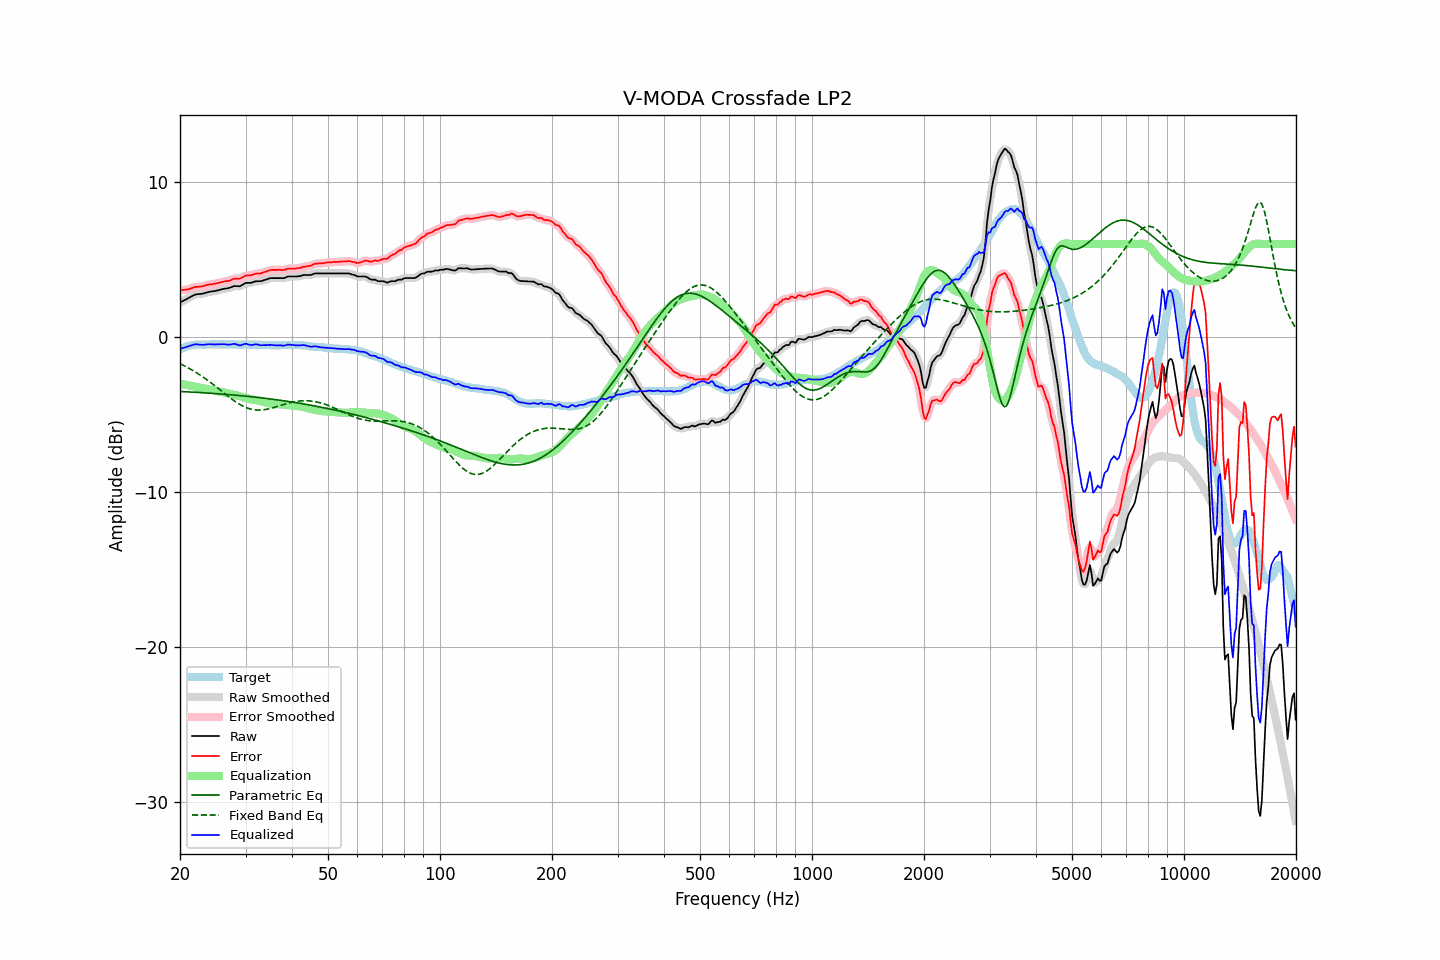 V-MODA Crossfade LP2
Amplitude (dBr)
10
0
−10
−20
−30
Target
Raw Smoothed
Error Smoothed
Raw
Error
Equalization
Parametric Eq
Fixed Band Eq
Equalized
20 50 100 200 500 1000 2000 5000 10000 20000
Frequency (Hz)